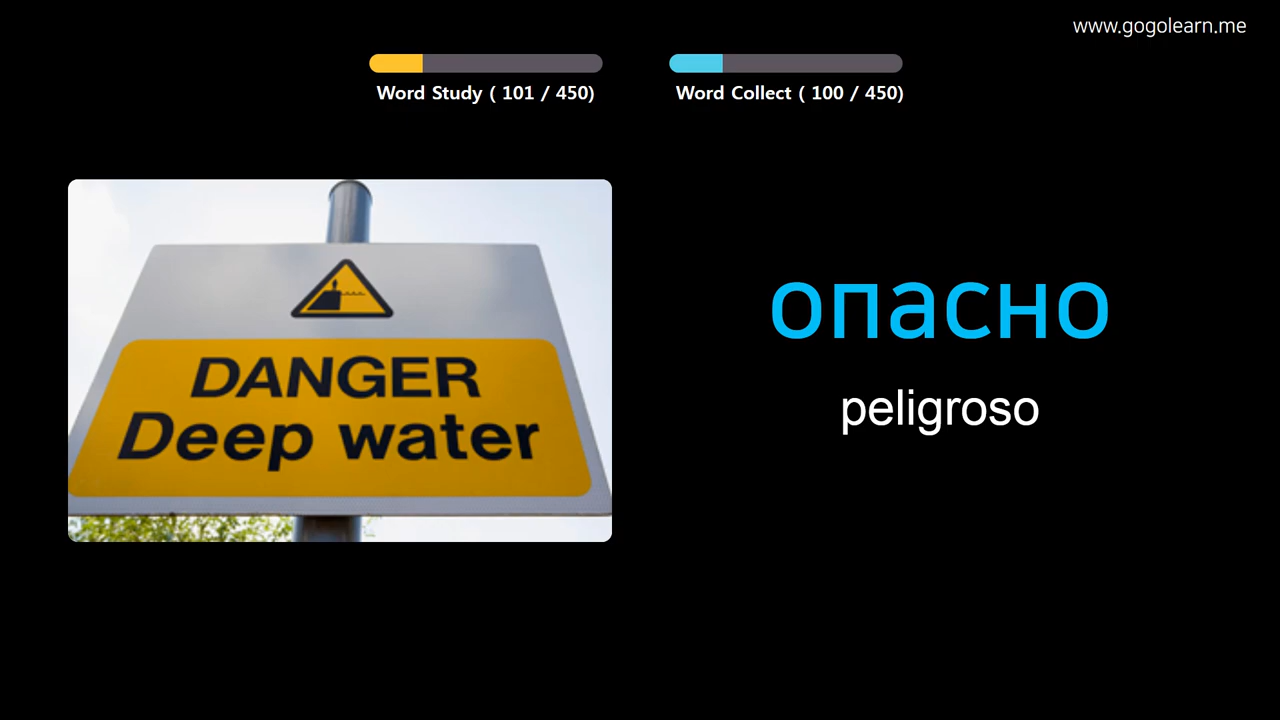 www.gogolearn.me
Word Study ( 101 / 450)
Word Collect ( 100 / 450)
DANGER
Deep water
опасно
peligroso